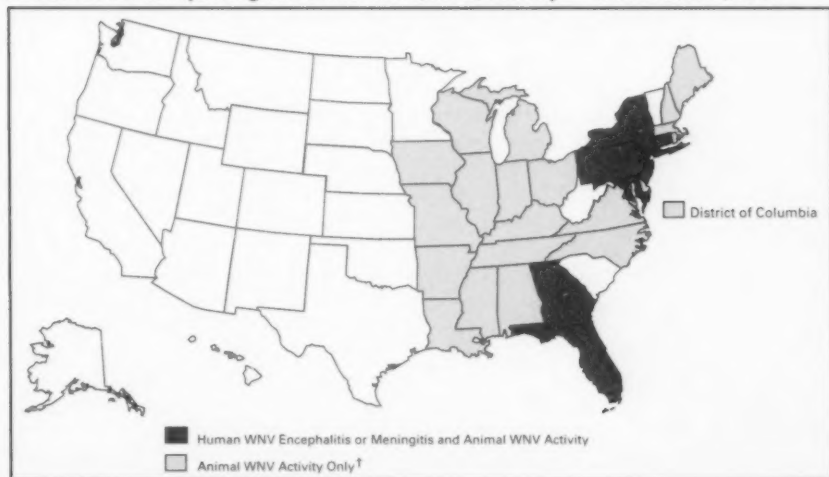 District of Columbia
Human WNV Encephalitis or Meningitis and Animal WNV Activity
Animal WNV Activity Only†